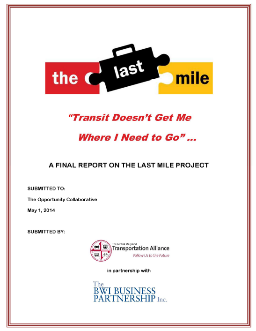 the last mile
"Transit Doesn't Get Me
Where I Need to Go" ...
A FINAL REPORT ON THE LAST MILE PROJECT
SUBMITTED TO:
The Opportunity Collaborative
May 1, 2014
SUBMITTED BY:
Transportation Alliance
in partnership with
The
BWI BUSINESS
PARTNERSHIP Inc.